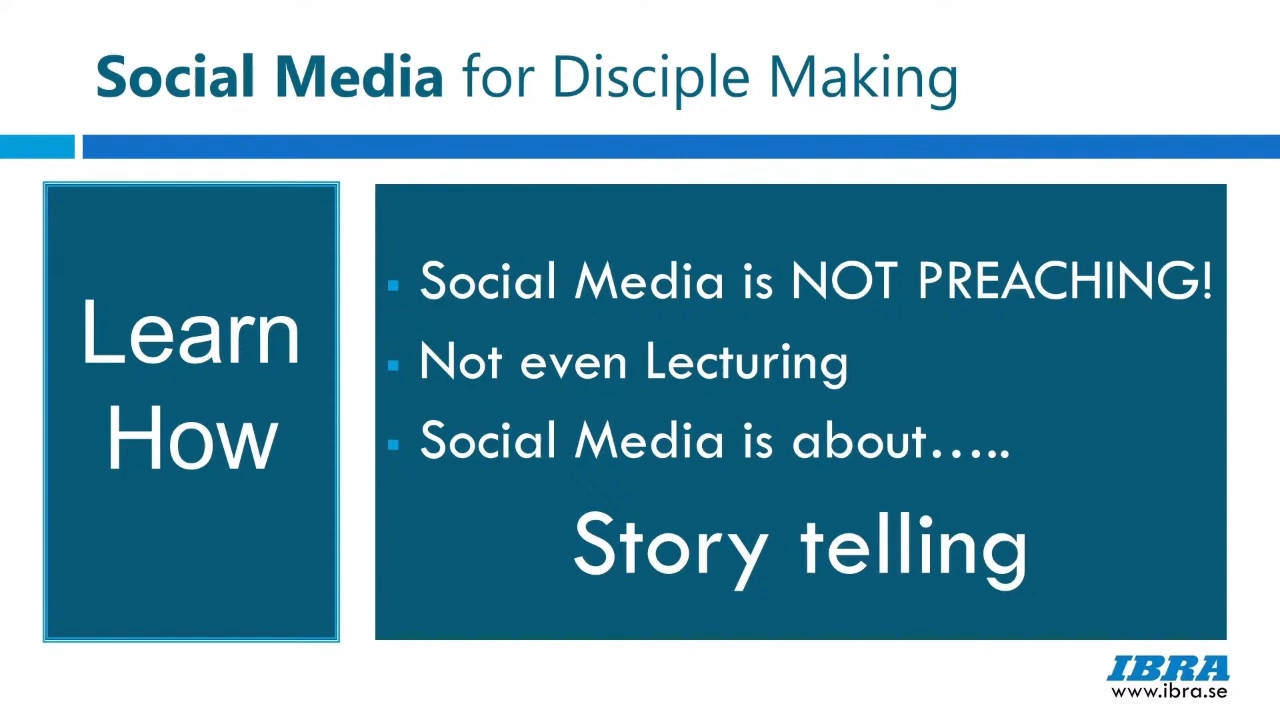 Social Media for Disciple Making
Learn
How
Social Media is NOT PREACHING!
Not even Lecturing
Social Media is about.....
Story telling
IBRA
www.ibra.se